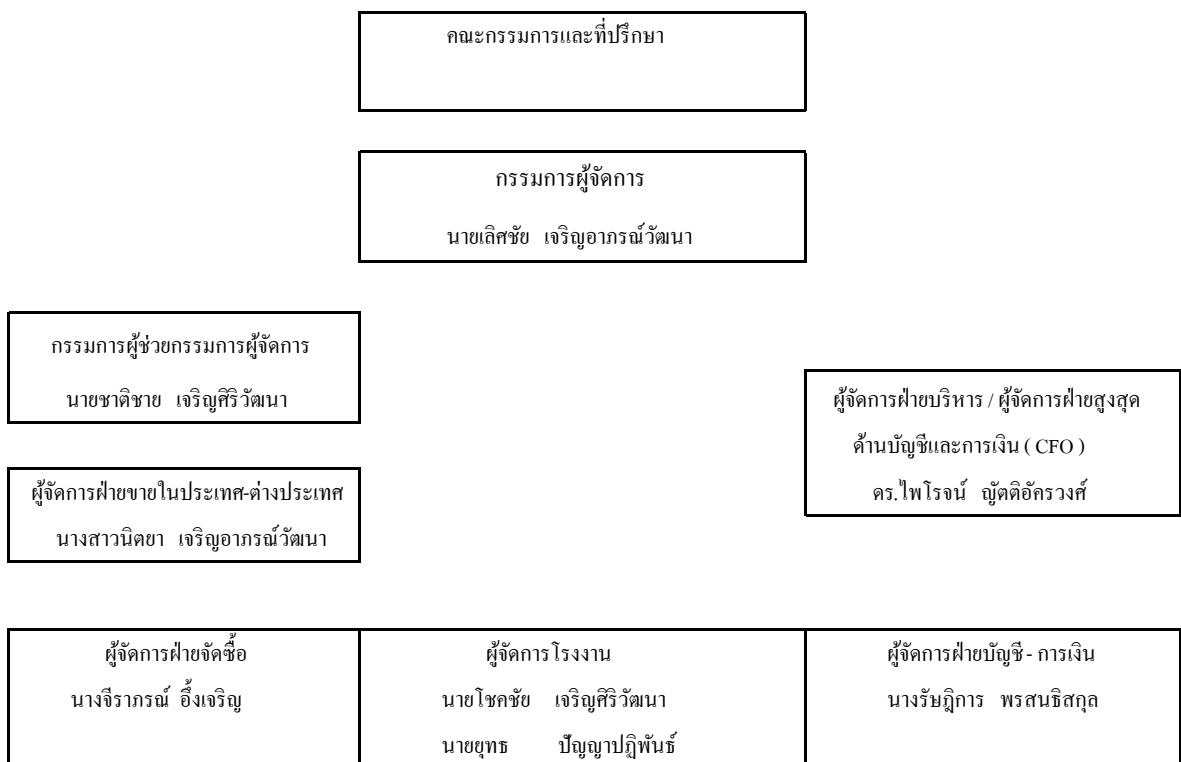 คณะกรรมการและที่ปรึกษา
กรรมการผู้จัดการ
นายเลิศชัย เจริญอาภรณ์วัฒนา
กรรมการผู้ช่วยกรรมการผู้จัดการ
นายชาติชาย เจริญศิริวัฒนา
ผู้จัดการฝ่ายบริหาร / ผู้จัดการฝ่ายสูงสุด
ด้านบัญชีและการเงิน ( CFO )
ดร.ไพโรจน์ ญัตติอัครวงศ์
ผู้จัดการฝ่ายขายในประเทศ-ต่างประเทศ
นางสาวนิตยา เจริญอาภรณ์วัฒนา
ผู้จัดการฝ่ายจัดซื้อ
นางจีราภรณ์ อึ้งเจริญ
ผู้จัดการโรงงาน
นายโชคชัย เจริญศิริวัฒนา
นายยุทธ ปัญญาปฏิพันธ์
ผู้จัดการฝ่ายบัญชี - การเงิน
นางรัษฎิการ พรสนธิสกุล